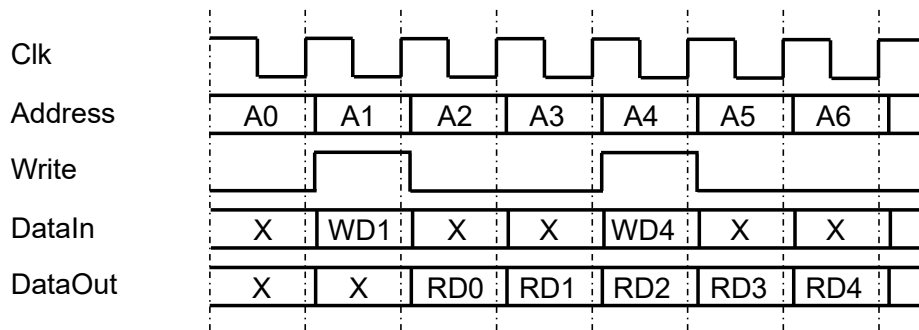 Clk
Address A0 A1 A2 A3 A4 A5 A6
Write
DataIn X WD1 X X WD4 X X
DataOut X X RD0 RD1 RD2 RD3 RD4